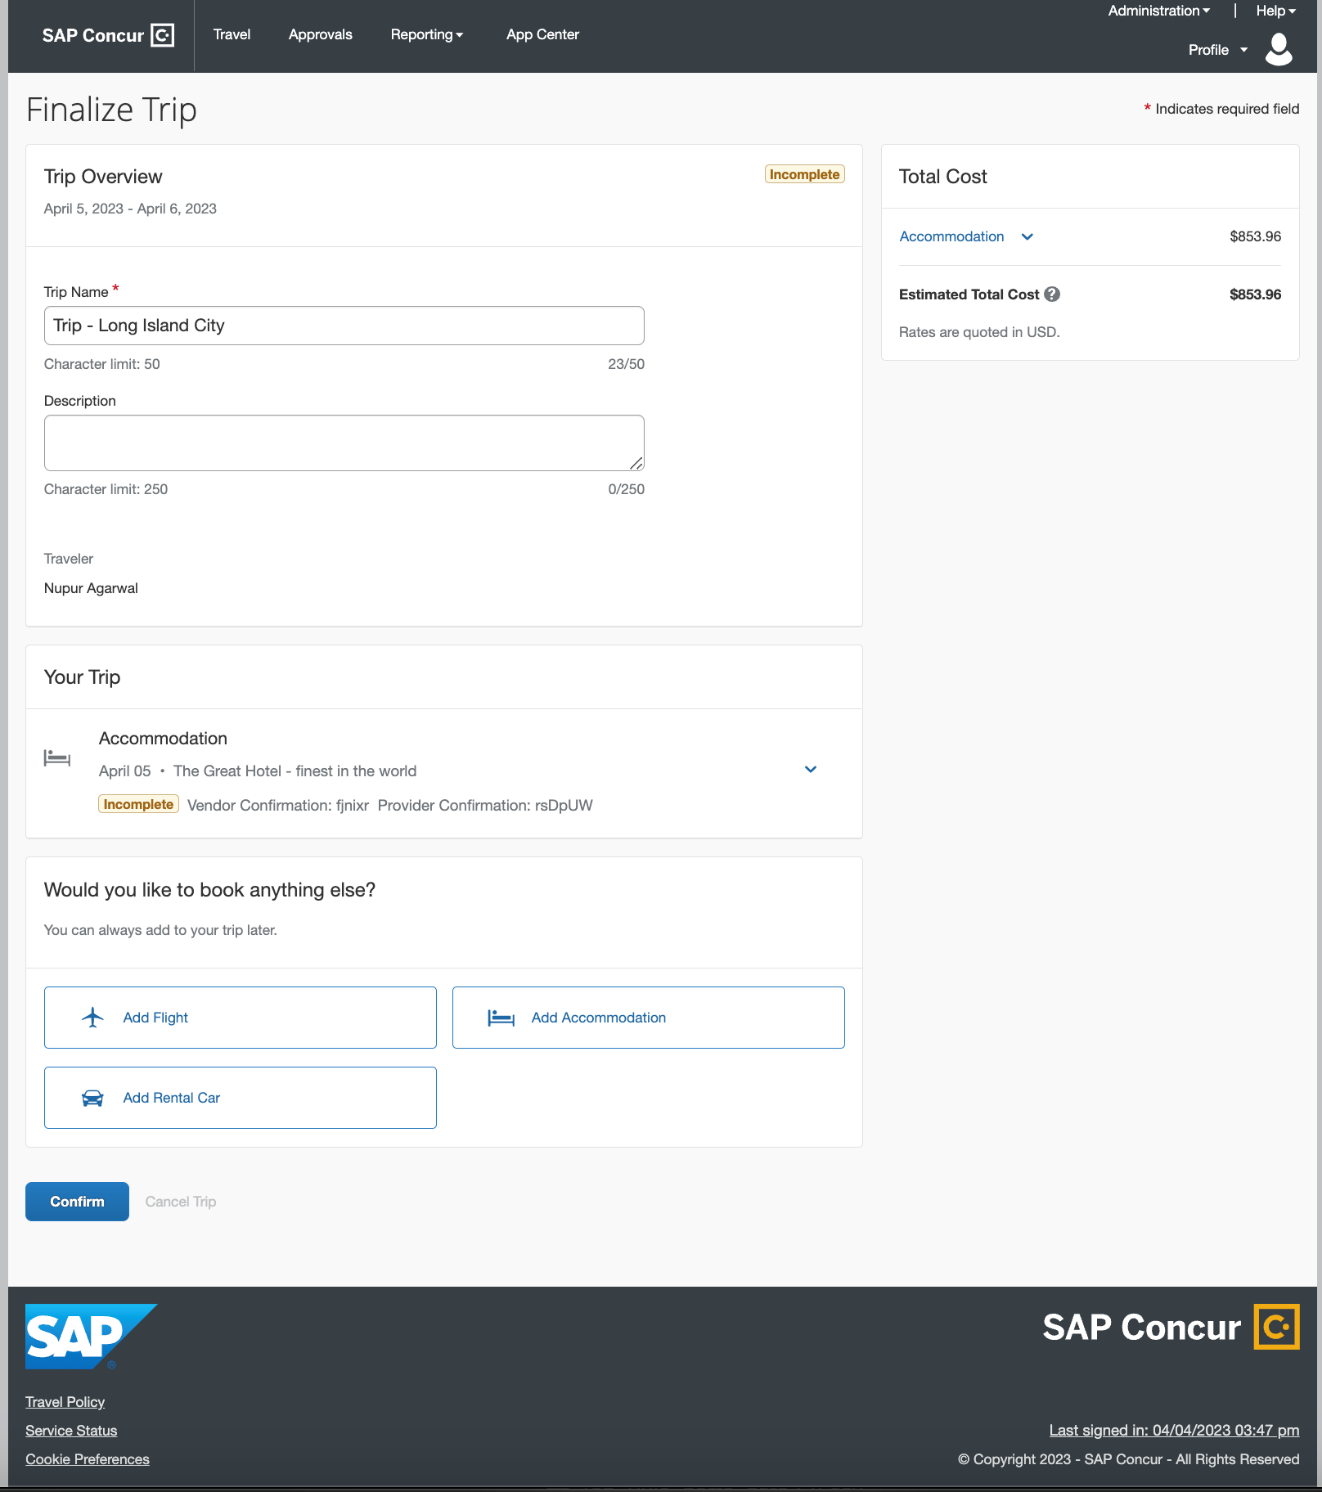 SAP Concur
Travel
Approvals
Reporting
App Center
Administration
|
Help
Profile
Finalize Trip
* Indicates required field
Trip Overview
Incomplete
April 5, 2023 - April 6, 2023
Trip Name *
Trip - Long Island City
Character limit: 50
23/50
Description
Character limit: 250
0/250
Traveler
Nupur Agarwal
Total Cost
Accommodation
$853.96
Estimated Total Cost ?
$853.96
Rates are quoted in USD.
Your Trip
Accommodation
April 05 • The Great Hotel - finest in the world
Incomplete Vendor Confirmation: fjnixr Provider Confirmation: rsDpUW
Would you like to book anything else?
You can always add to your trip later.
Add Flight
Add Accommodation
Add Rental Car
Confirm
Cancel Trip
SAP ®
SAP Concur
Travel Policy
Service Status
Cookie Preferences
Last signed in: 04/04/2023 03:47 pm
© Copyright 2023 - SAP Concur - All Rights Reserved